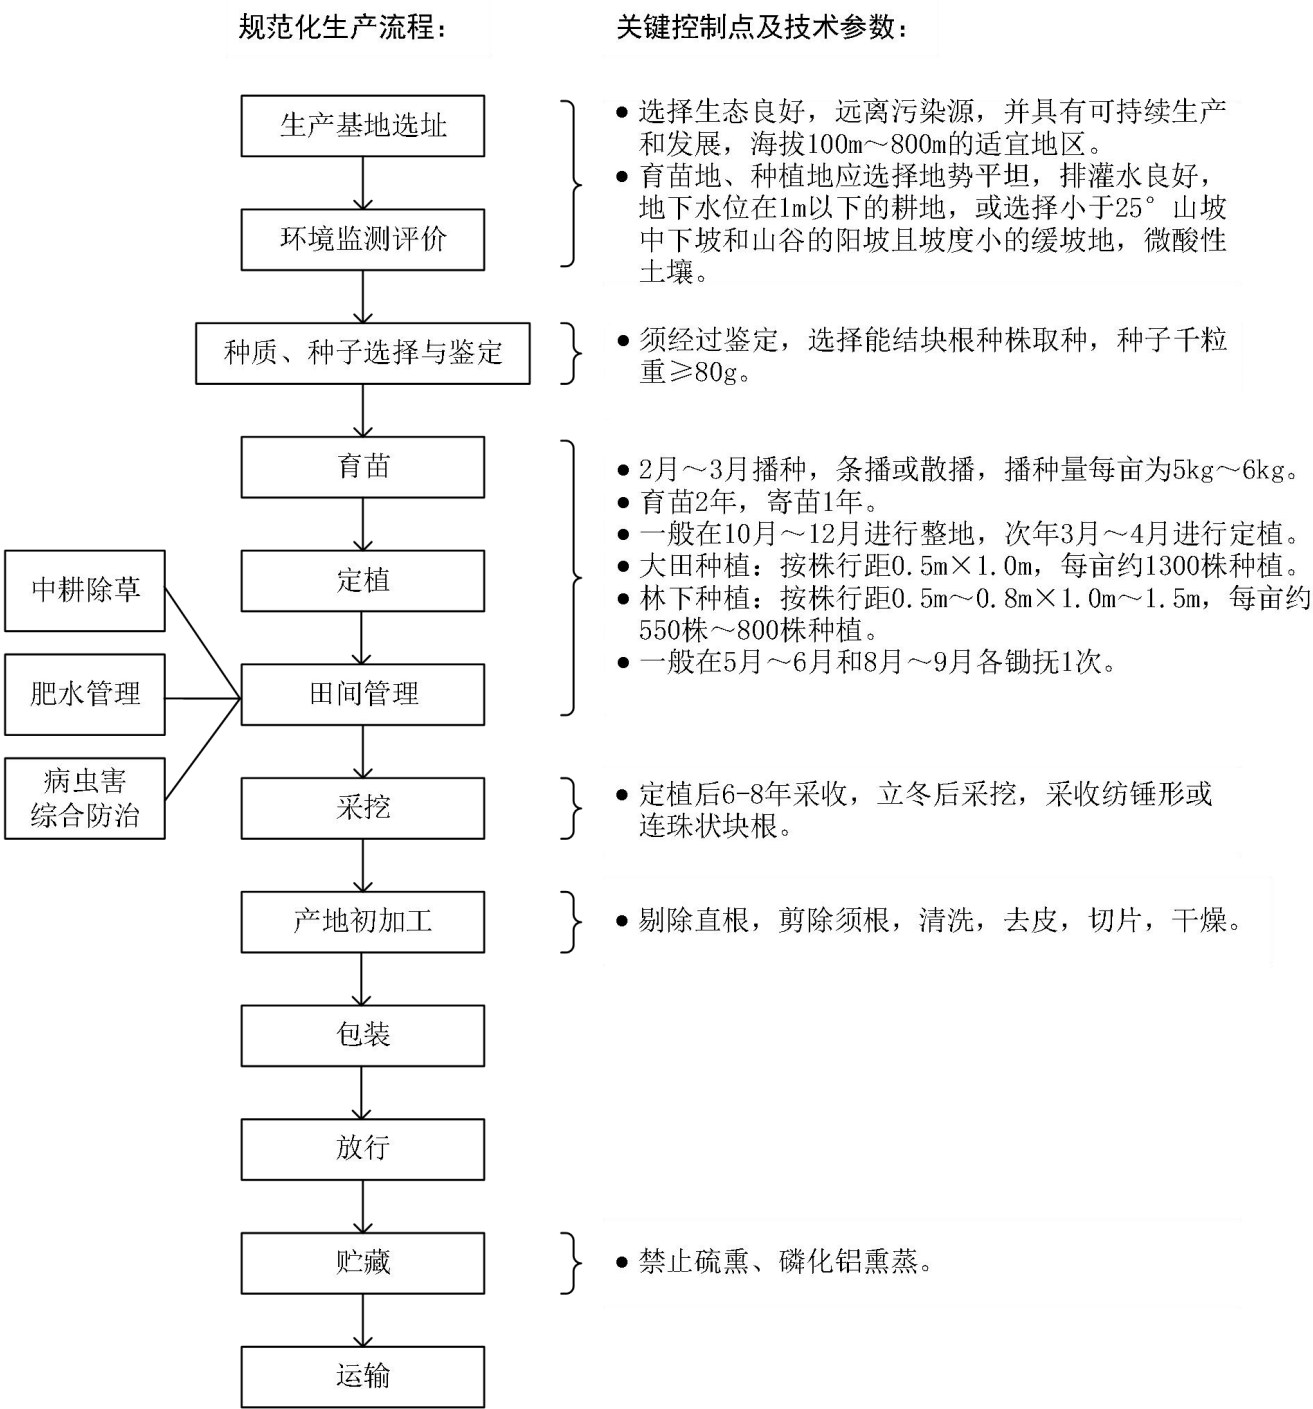 规范化生产流程：
关键控制点及技术参数：
生产基地选址
环境监测评价
● 选择生态良好，远离污染源，并具有可持续生产
和发展，海拔100m～800m的适宜地区。
● 育苗地、种植地应选择地势平坦，排灌水良好，
地下水位在1m以下的耕地，或选择小于25°山坡
中下坡和山谷的阳坡且坡度小的缓坡地，微酸性
土壤。
种质、种子选择与鉴定
● 须经过鉴定，选择能结块根种株取种，种子千粒
重≥80g。
育苗
定植
田间管理
中耕除草
肥水管理
病虫害
综合防治
● 2月～3月播种，条播或散播，播种量每亩为5kg～6kg。
● 育苗2年，寄苗1年。
● 一般在10月～12月进行整地，次年3月～4月进行定植。
● 大田种植：按株行距0.5m×1.0m，每亩约1300株种植。
● 林下种植：按株行距0.5m～0.8m×1.0m～1.5m，每亩约
550株～800株种植。
● 一般在5月～6月和8月～9月各锄抚1次。
采挖
● 定植后6-8年采收，立冬后采挖，采收纺锤形或
连珠状块根。
产地初加工
● 剔除直根，剪除须根，清洗，去皮，切片，干燥。
包装
放行
贮藏
● 禁止硫熏、磷化铝熏蒸。
运输